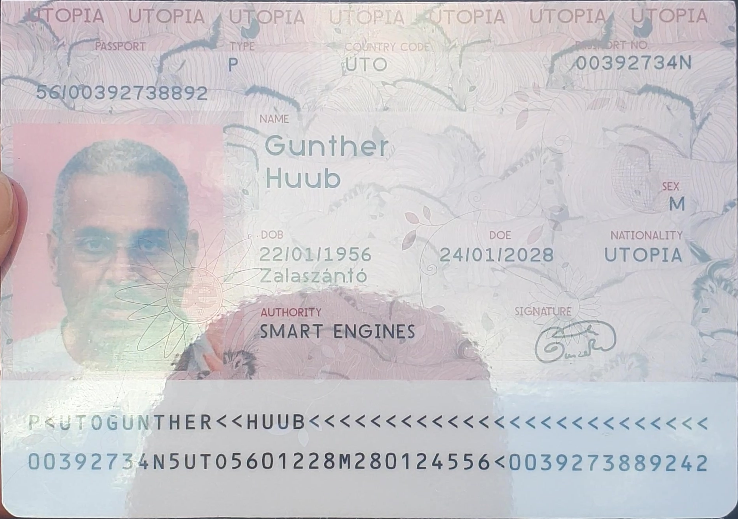 UTOPIA UTOPIA UTOPIA UTOPIA UTOPIA UTOPIA UTOPIA
PASSPORT TYPE COUNTRY CODE PASSPORT NO.
P UTO 00392734N
56/00392738892
NAME
Gunther
Huub
SEX
M
DOB DOE NATIONALITY
22/01/1956 24/01/2028 UTOPIA
Zalaszántó
AUTHORITY SIGNATURE
SMART ENGINES
P<UTOGUNTHER<<HUUB<<<<<<<<<<<<<<<<<<<<<<<<<<
00392734N5UTO5601228M280124556<0039273889242